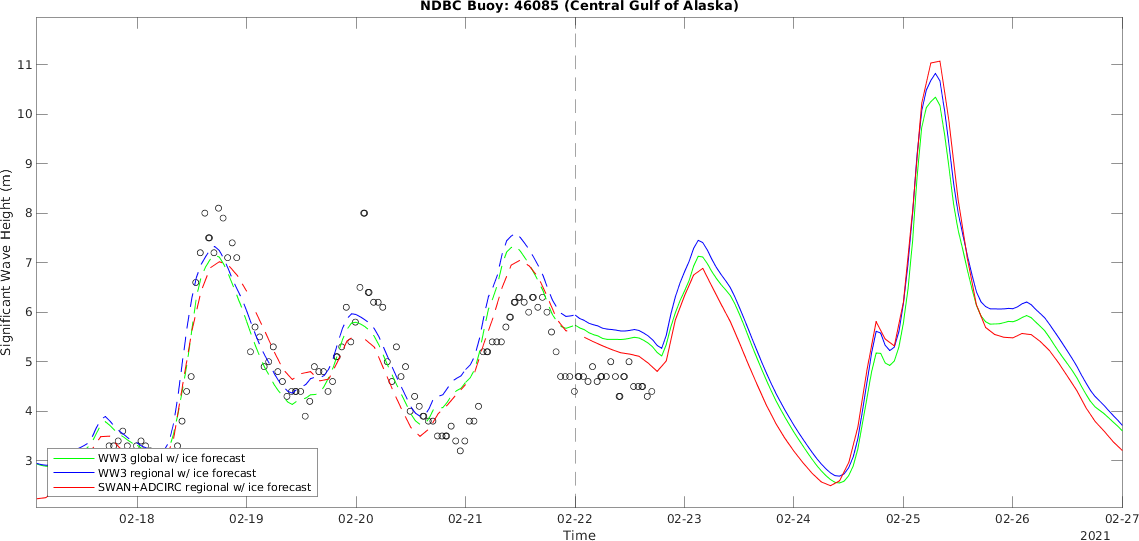 NDBC Buoy: 46085 (Central Gulf of Alaska)
Significant Wave Height (m)
11
10
9
8
7
6
5
4
3
WW3 global w/ ice forecast
WW3 regional w/ ice forecast
SWAN+ADCIRC regional w/ ice forecast
02-18 02-19 02-20 02-21 02-22 02-23 02-24 02-25 02-26 02-27
Time
2021